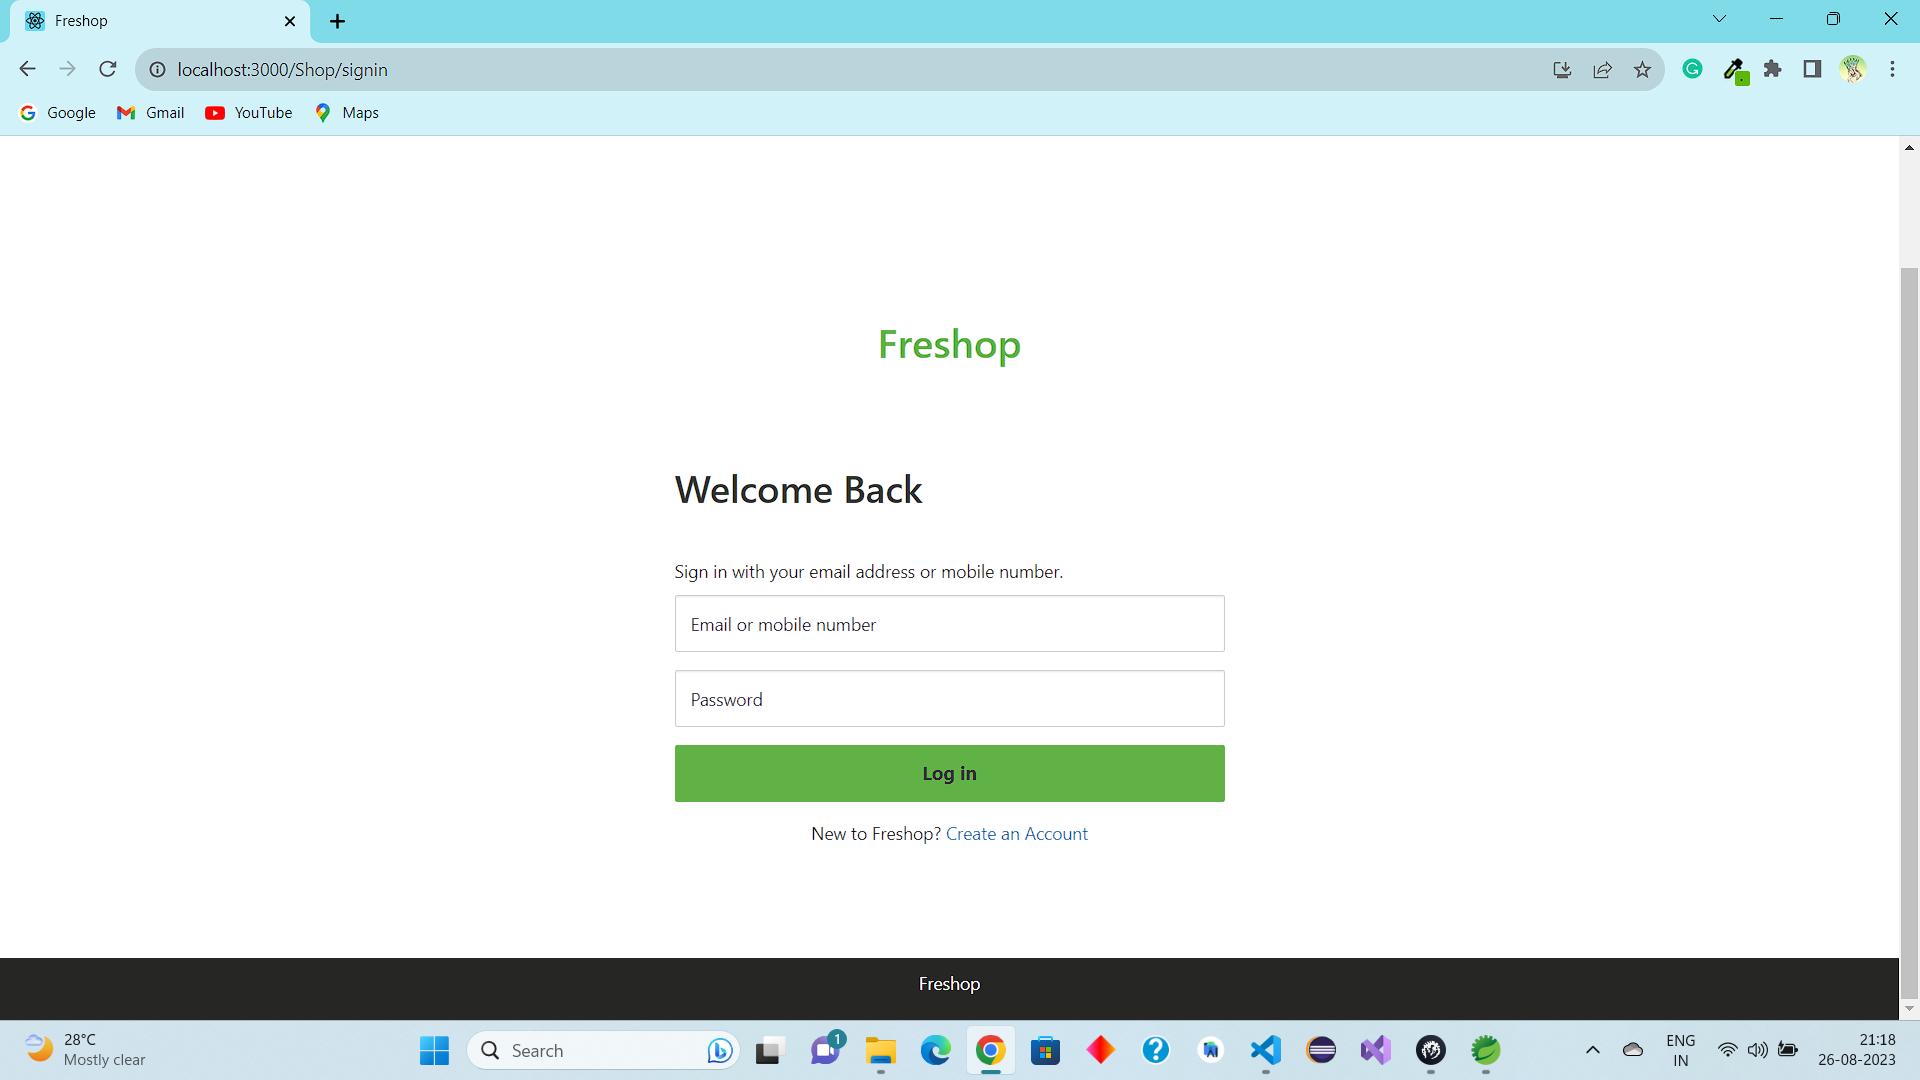 Freshop
localhost:3000/Shop/signin
Google Gmail YouTube Maps
Freshop
Welcome Back
Sign in with your email address or mobile number.
Email or mobile number
Password
Log in
New to Freshop? Create an Account
Freshop
28°C
Mostly clear
Search
1
ENG
IN
21:18
26-08-2023